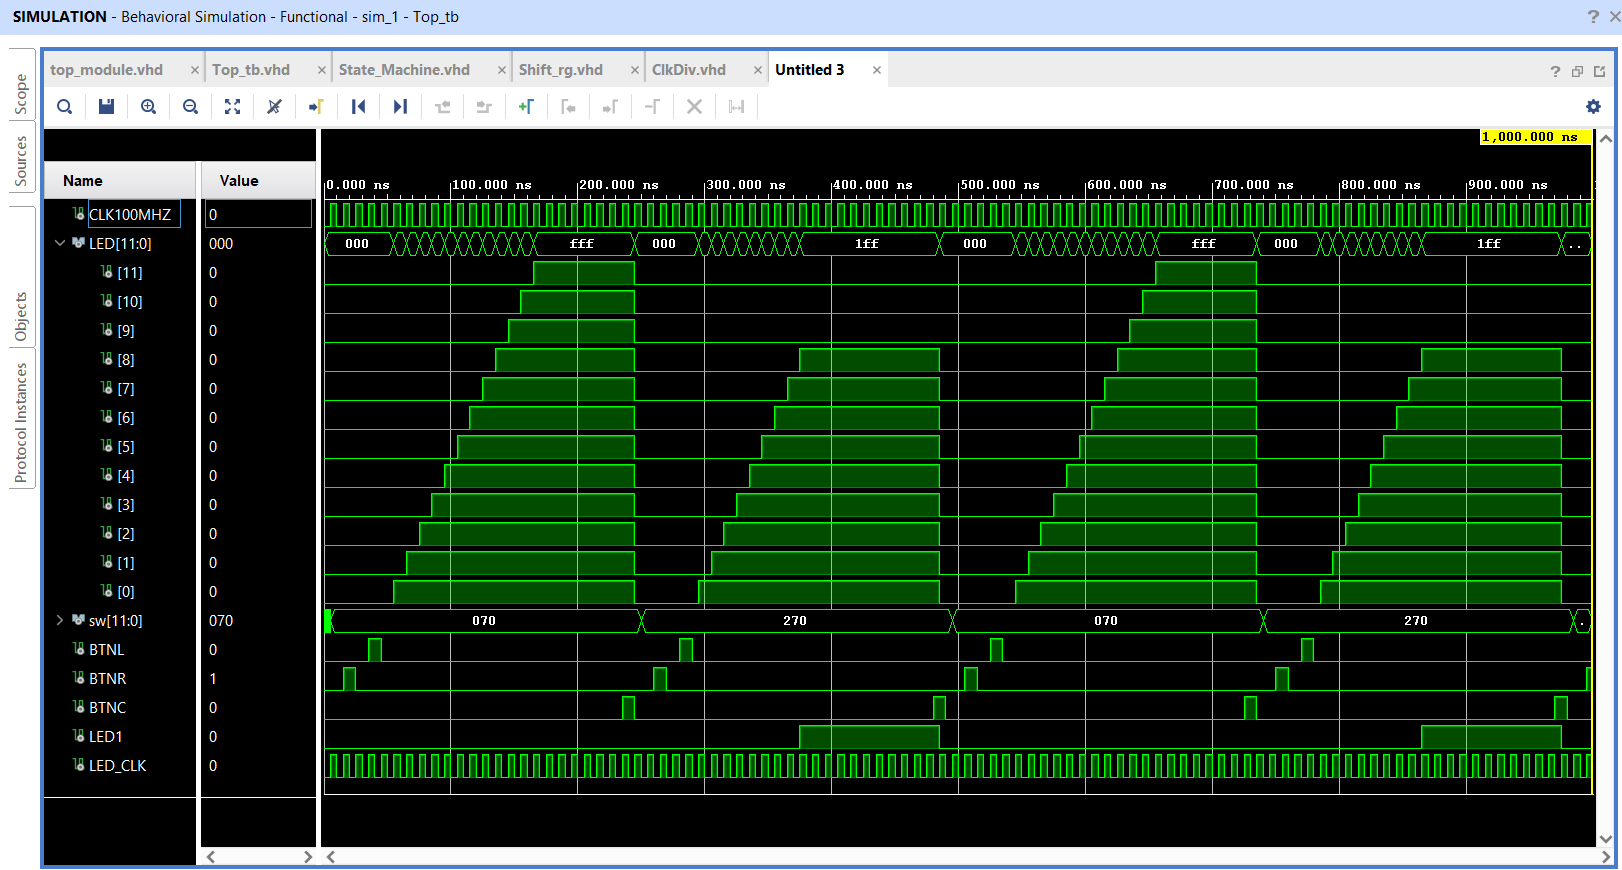 SIMULATION - Behavioral Simulation - Functional - sim_1 - Top_tb
? ×
Scope
Sources
Objects
Protocol Instances
top_module.vhd × Top_tb.vhd × State_Machine.vhd × Shift_rg.vhd × ClkDiv.vhd × Untitled 3 ×
?
1,000.000 ns
Name Value
0.000 ns 100.000 ns 200.000 ns 300.000 ns 400.000 ns 500.000 ns 600.000 ns 700.000 ns 800.000 ns 900.000 ns
CLK100MHZ 0
LED[11:0] 000 000 fff 000 1ff 000 fff 000 1ff ..
[11] 0
[10] 0
[9] 0
[8] 0
[7] 0
[6] 0
[5] 0
[4] 0
[3] 0
[2] 0
[1] 0
[0] 0
sw[11:0] 070 070 270 070 270 .
BTNL 0
BTNR 1
BTNC 0
LED1 0
LED_CLK 0